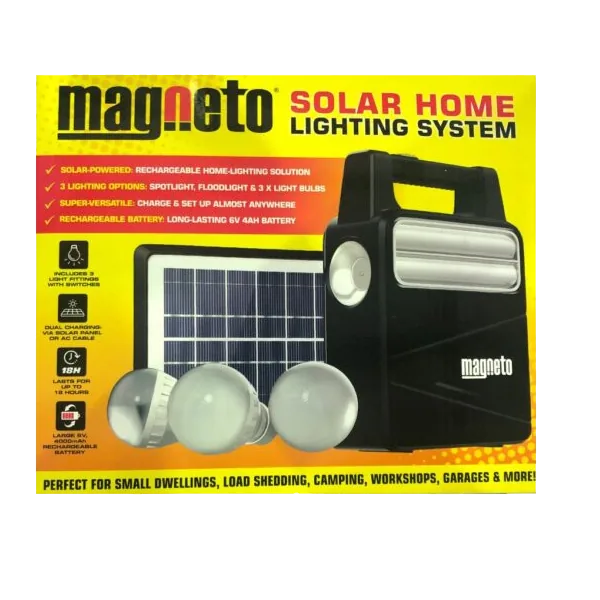 magneto
SOLAR HOME
LIGHTING SYSTEM
SOLAR-POWERED: RECHARGEABLE HOME-LIGHTING SOLUTION
3 LIGHTING OPTIONS: SPOTLIGHT, FLOODLIGHT & 3 X LIGHT BULBS
SUPER-VERSATILE: CHARGE & SET UP ALMOST ANYWHERE
RECHARGEABLE BATTERY: LONG-LASTING 6V 4AH BATTERY
INCLUDES 3
LIGHT FITTINGS
WITH SWITCHES
DUAL CHARGING:
VIA SOLAR PANEL
OR AC CABLE
18H
LASTS FOR
UP TO
18 HOURS
LARGE 6V,
4000mAh
RECHARGEABLE
BATTERY
magneto
PERFECT FOR SMALL DWELLINGS, LOAD SHEDDING, CAMPING, WORKSHOPS, GARAGES & MORE!